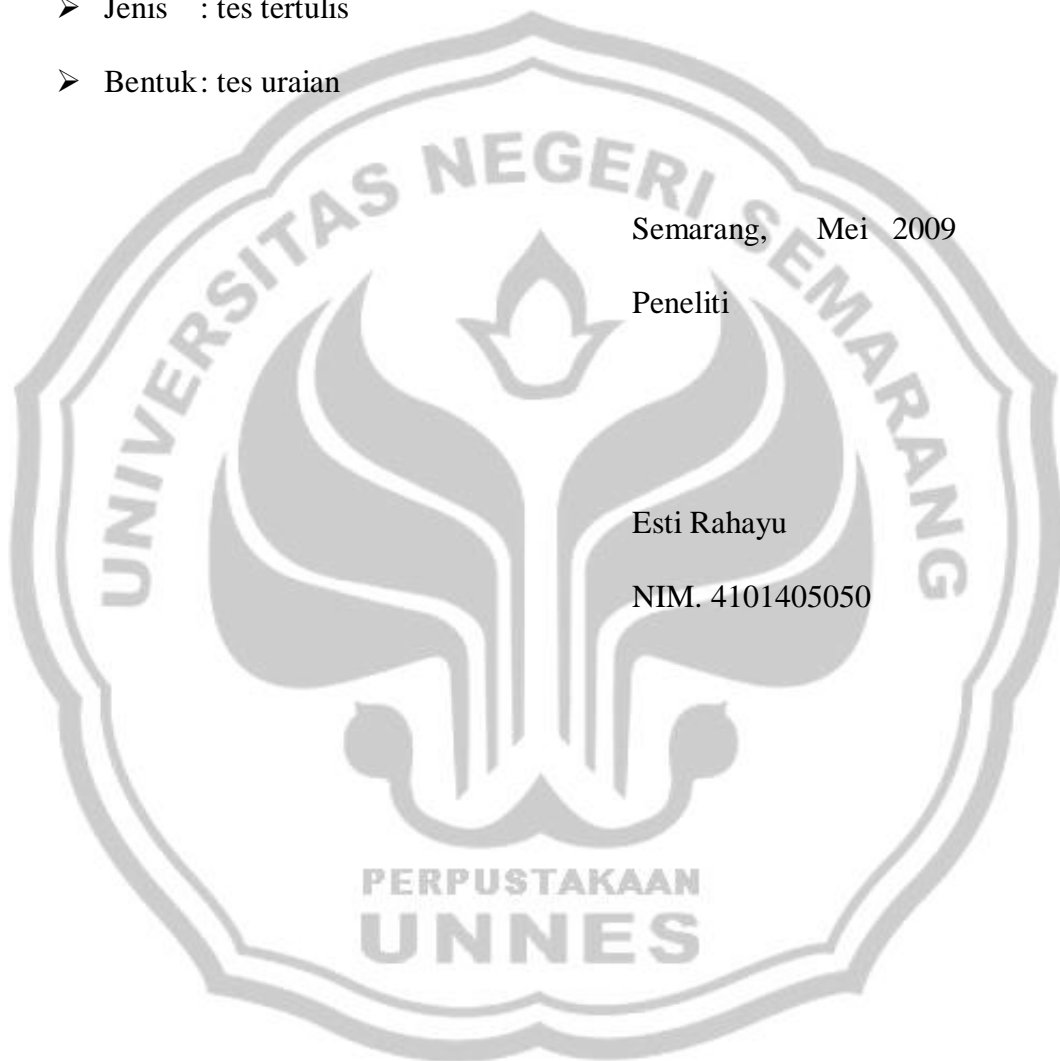 ➢ Jenis : tes tertulis
➢ Bentuk : tes uraian
UNIVERSITAS NEGERI SEMARANG
Semarang, Mei 2009
Peneliti
Esti Rahayu
NIM. 4101405050
PERPUSTAKAAN
UNNES